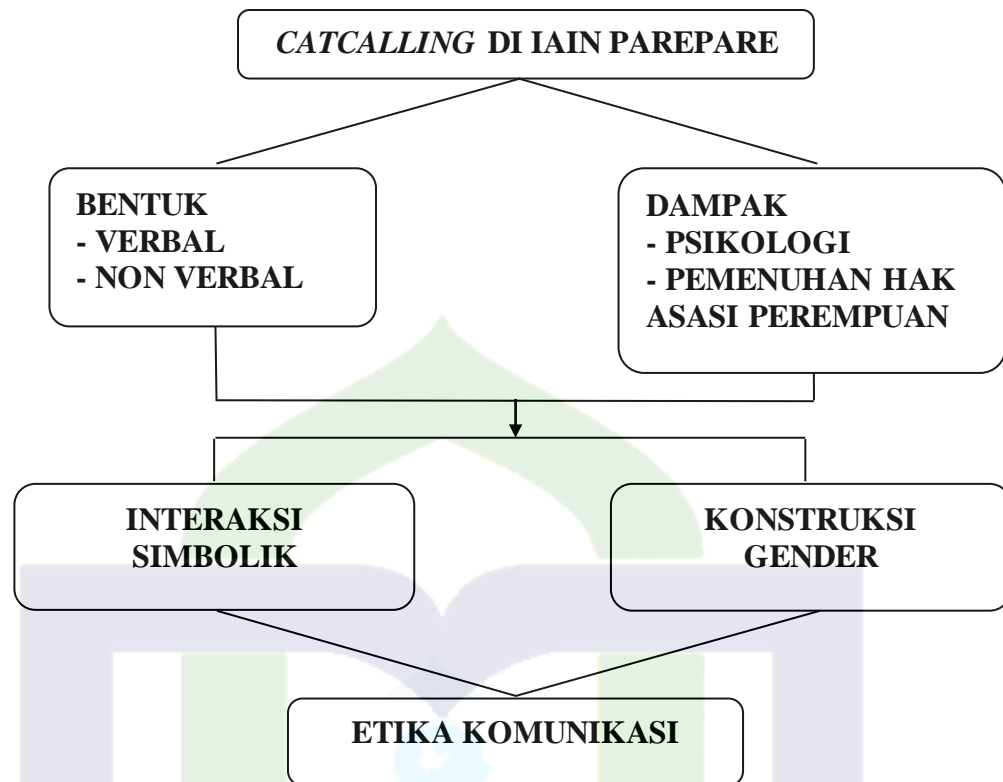 CATCALLING DI IAIN PAREPARE
BENTUK
- VERBAL
- NON VERBAL
DAMPAK
- PSIKOLOGI
- PEMENUHAN HAK
ASASI PEREMPUAN
INTERAKSI
SIMBOLIK
KONSTRUKSI
GENDER
ETIKA KOMUNIKASI